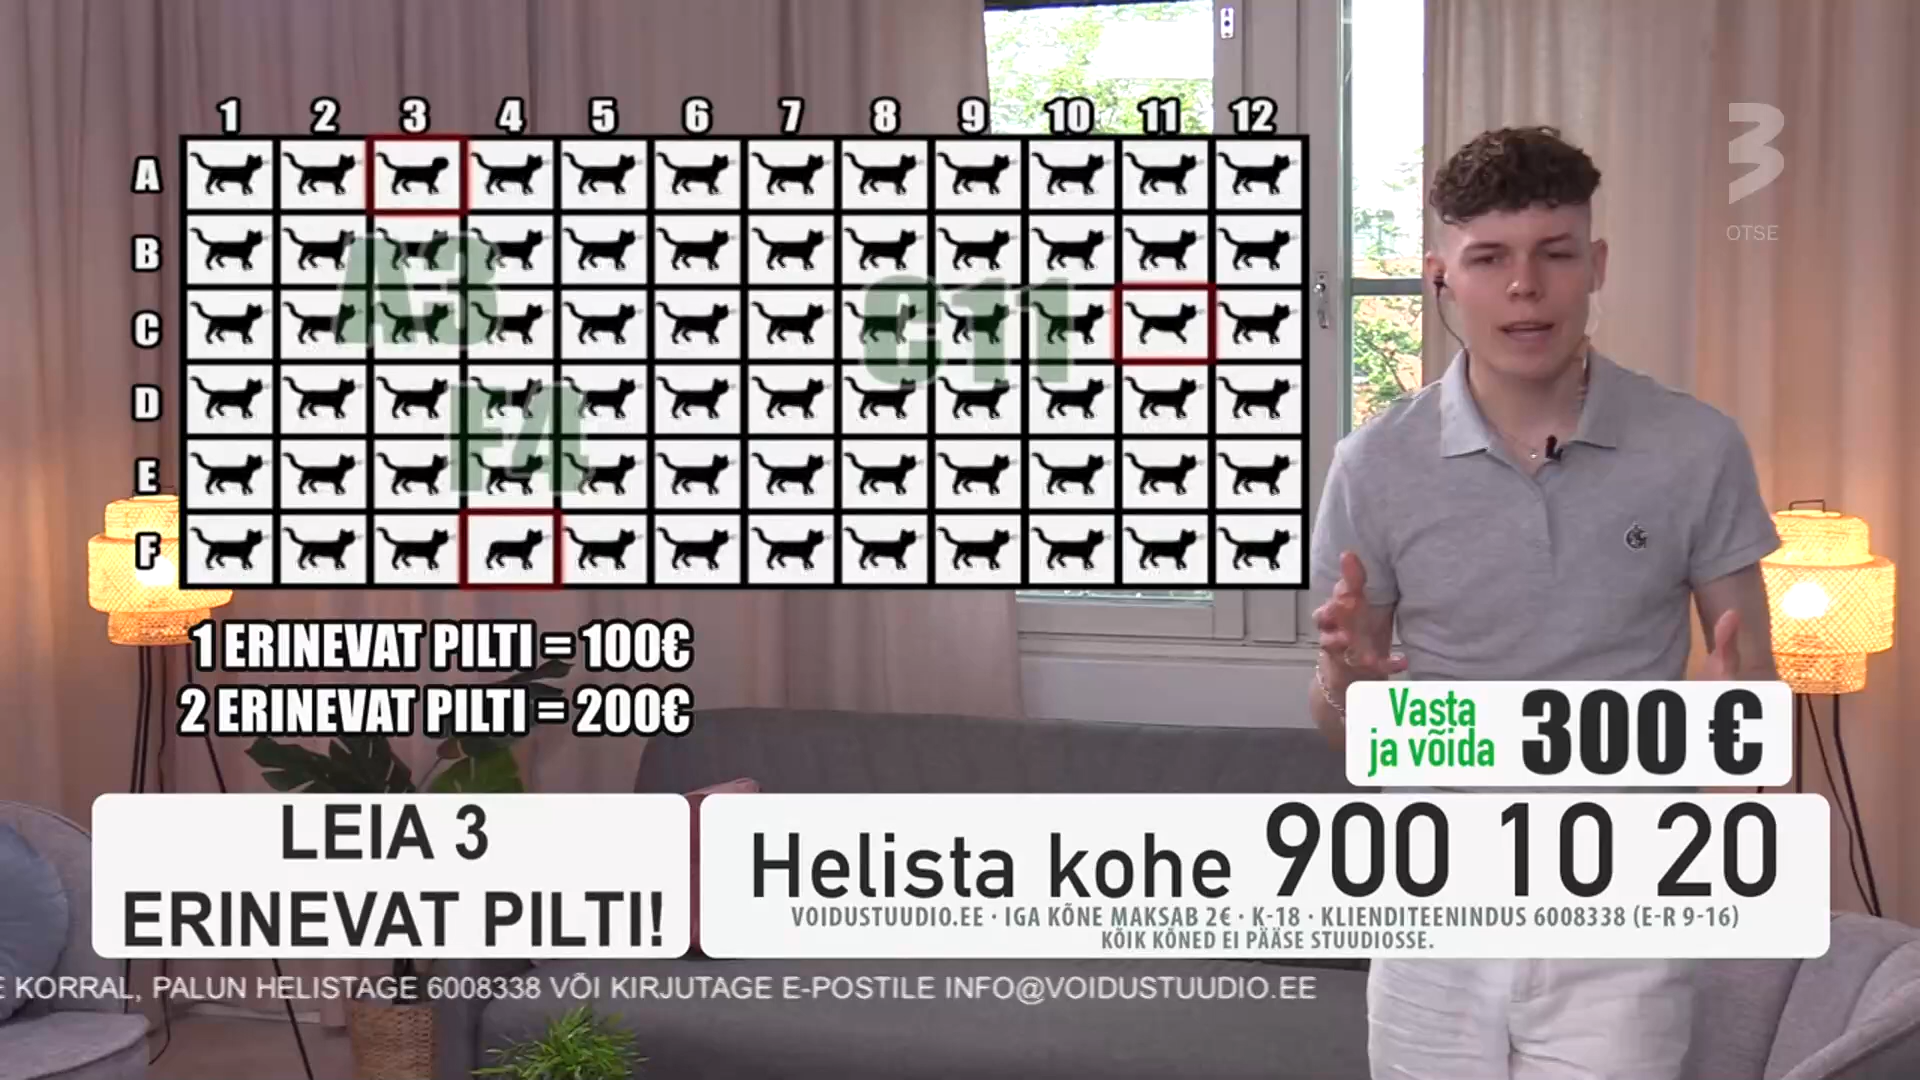 1 2 3 4 5 6 7 8 9 10 11 12
3
A
OTSE
B
A3
C11
C
D
F4
E
F
1 ERINEVAT PILTI = 100€
2 ERINEVAT PILTI = 200€
Vasta
ja võida
300 €
LEIA 3
ERINEVAT PILTI!
Helista kohe 900 10 20
VOIDUSTUUDIO.EE · IGA KÕNE MAKSAB 2€ · K-18 · KLIENDITEENINDUS 6008338 (E-R 9-16)
KÕIK KÕNED EI PÄÄSE STUUDIOSSE.
E KORRAL, PALUN HELISTAGE 6008338 VÕI KIRJUTAGE E-POSTILE INFO@VOIDUSTUUDIO.EE